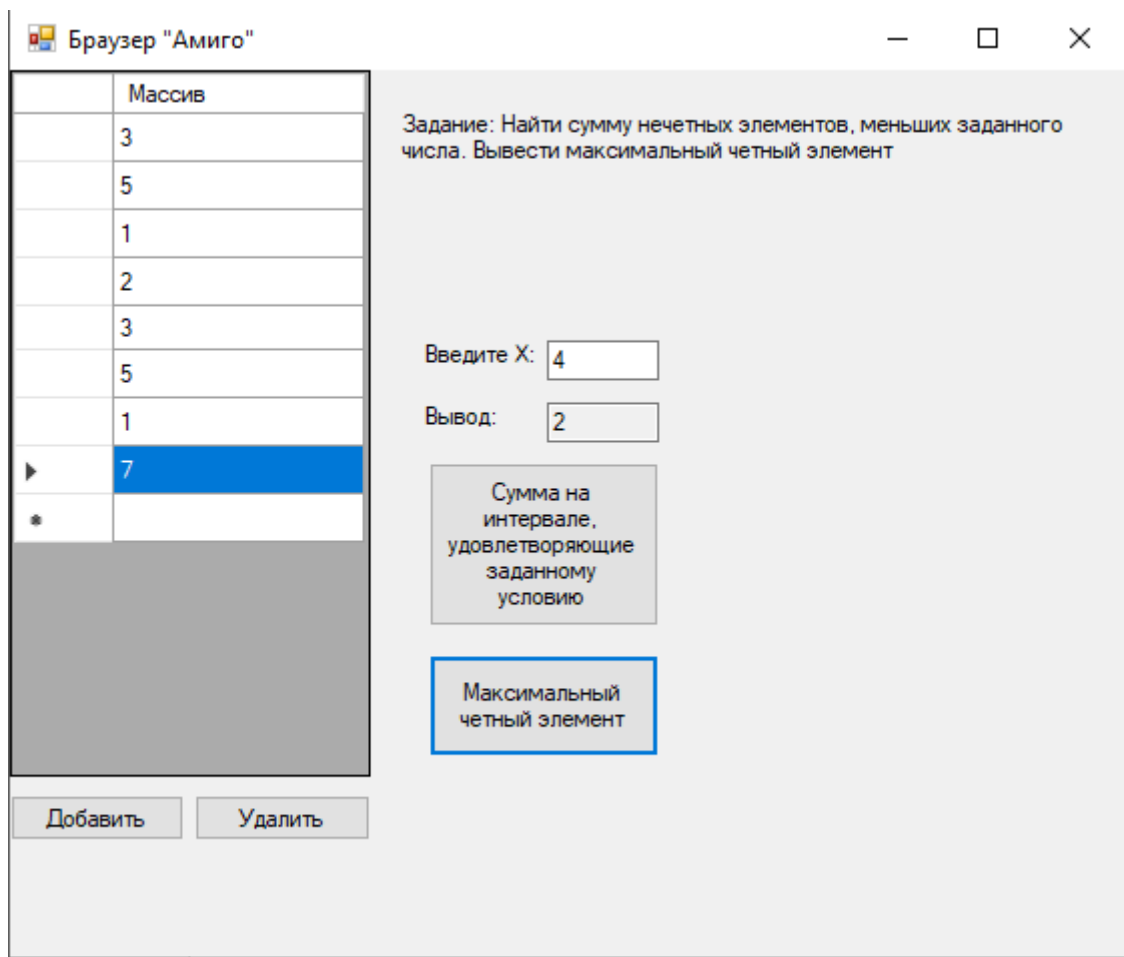 Браузер "Амиго"
Массив
3
5
1
2
3
5
1
7
Задание: Найти сумму нечетных элементов, меньших заданного
числа. Вывести максимальный четный элемент
Введите X:
4
Вывод:
2
Сумма на
интервале,
удовлетворяющие
заданному
условию
Максимальный
четный элемент
Добавить
Удалить